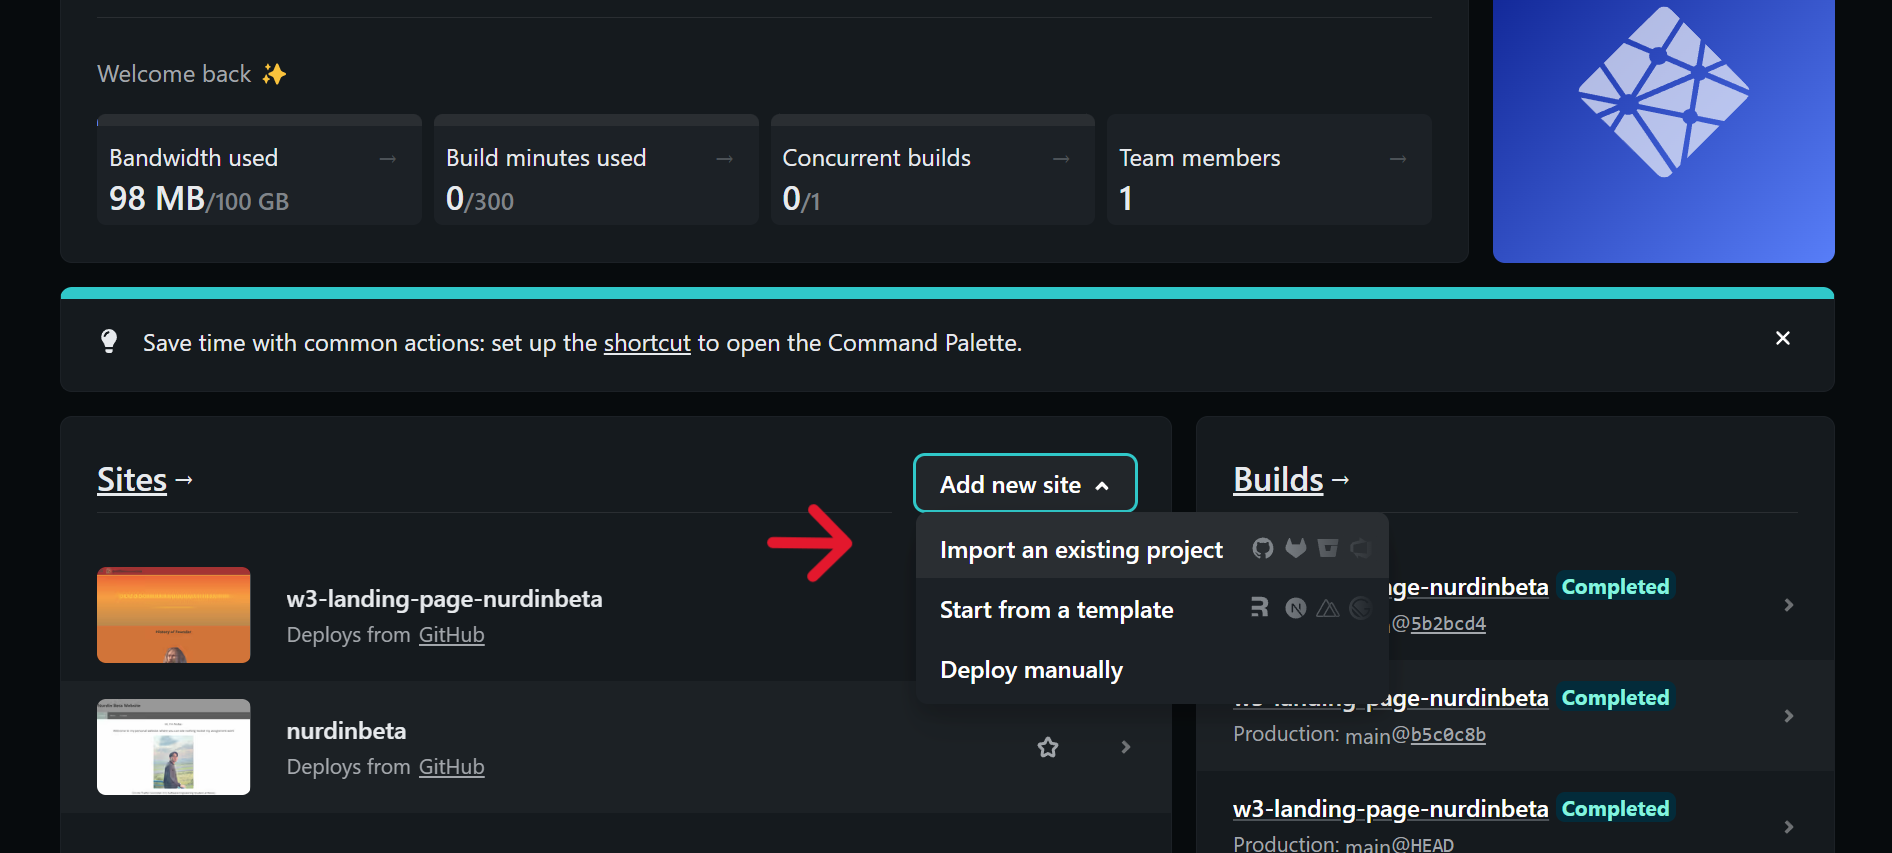 Welcome back ✨
Bandwidth used →
98 MB/100 GB
Build minutes used →
0/300
Concurrent builds →
0/1
Team members →
1
Save time with common actions: set up the shortcut to open the Command Palette.
Sites →
Add new site
Import an existing project
Start from a template
Deploy manually
w3-landing-page-nurdinbeta
Deploys from GitHub
nurdinbeta
Deploys from GitHub
Builds →
ge-nurdinbeta Completed
@5b2bcd4
ge-nurdinbeta Completed
Production: main@b5c0c8b
w3-landing-page-nurdinbeta Completed
Production: main@HEAD